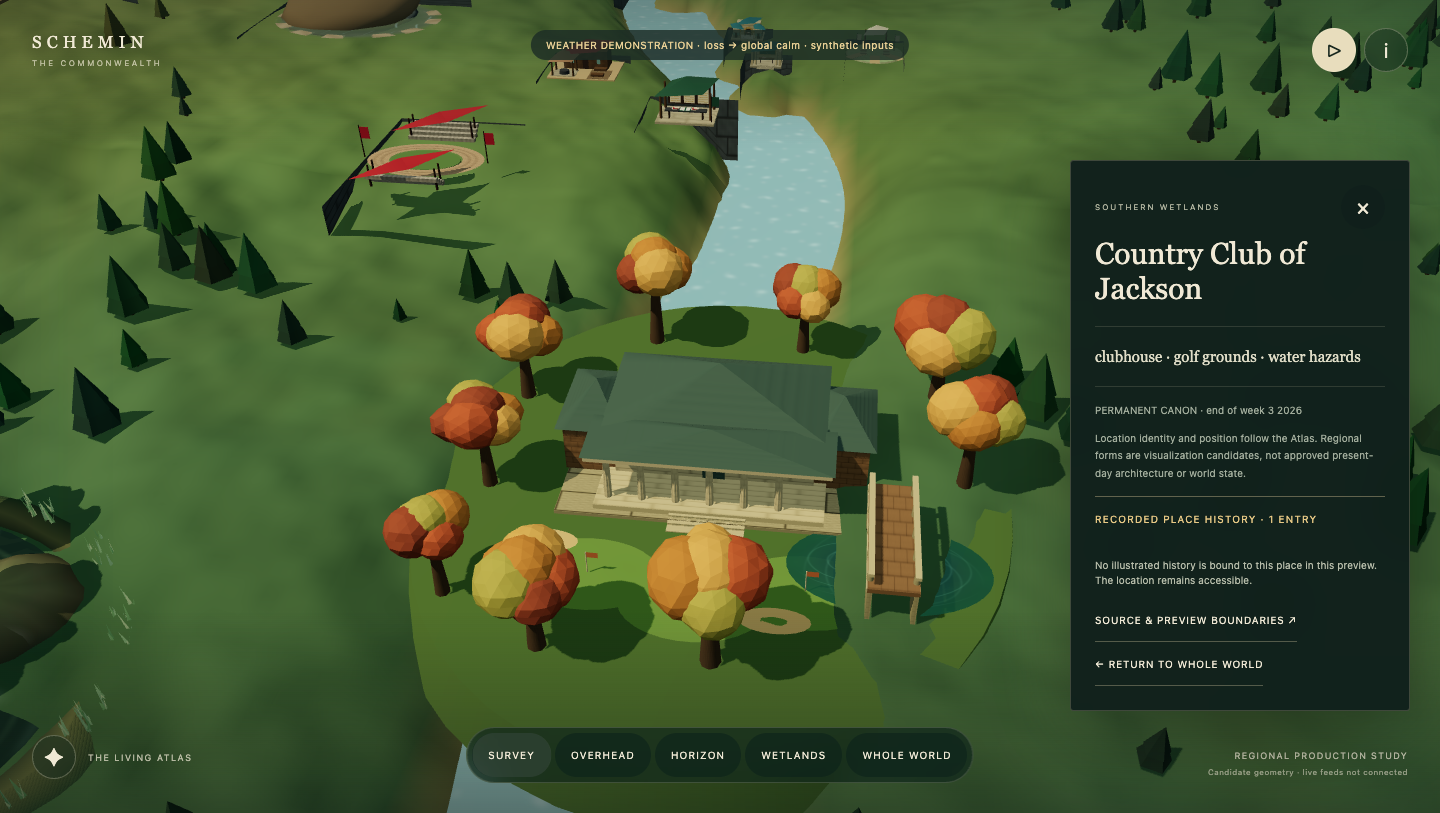 SCHEMIN
THE COMMONWEALTH
WEATHER DEMONSTRATION · loss → global calm · synthetic inputs
i
SOUTHERN WETLANDS
×
Country Club of
Jackson
clubhouse · golf grounds · water hazards
PERMANENT CANON · end of week 3 2026
Location identity and position follow the Atlas. Regional
forms are visualization candidates, not approved present-
day architecture or world state.
RECORDED PLACE HISTORY · 1 ENTRY
No illustrated history is bound to this place in this preview.
The location remains accessible.
SOURCE & PREVIEW BOUNDARIES ↗
← RETURN TO WHOLE WORLD
THE LIVING ATLAS
SURVEY
OVERHEAD
HORIZON
WETLANDS
WHOLE WORLD
REGIONAL PRODUCTION STUDY
Candidate geometry · live feeds not connected